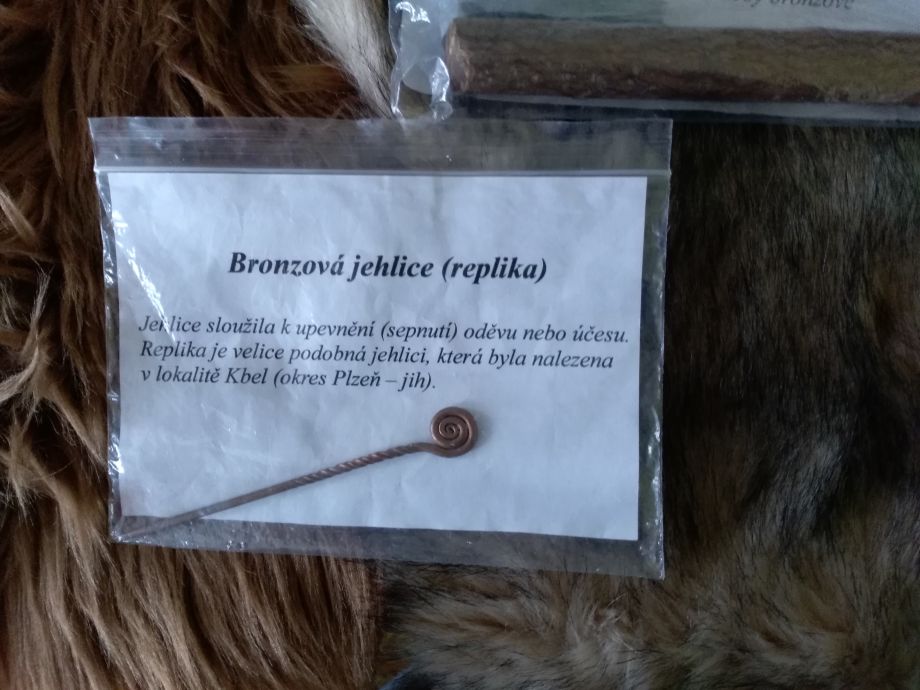 bronzové
Bronzová jehlice (replika)
Jehlice sloužila k upevnění (sepnutí) oděvu nebo účesu.
Replika je velice podobná jehlici, která byla nalezena
v lokalitě Kbel (okres Plzeň – jih).